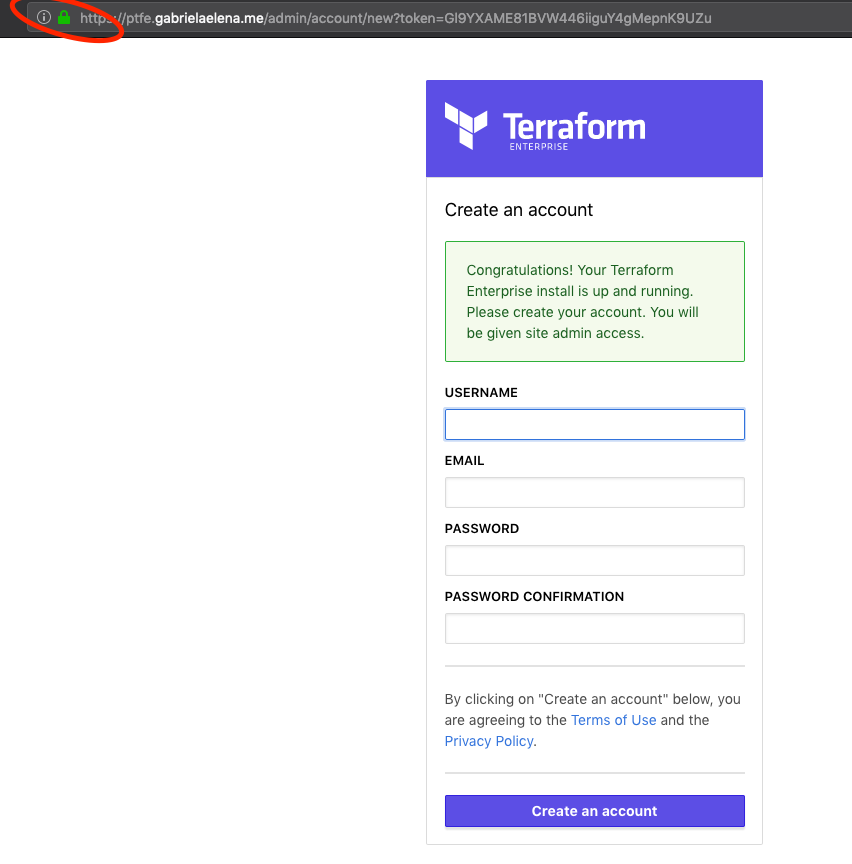 https://ptfe.gabrielaelena.me/admin/account/new?token=GI9YXAME81BVW446iiguY4gMepnK9UZu
Terraform
ENTERPRISE
Create an account
Congratulations! Your Terraform
Enterprise install is up and running.
Please create your account. You will
be given site admin access.
USERNAME
EMAIL
PASSWORD
PASSWORD CONFIRMATION
By clicking on "Create an account" below, you
are agreeing to the Terms of Use and the
Privacy Policy.
Create an account